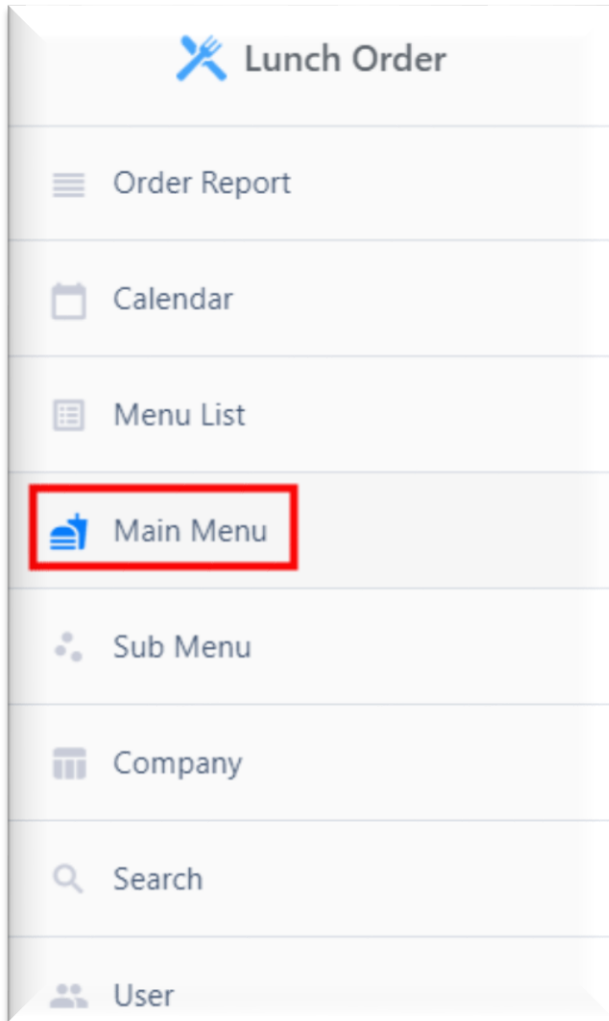 Lunch Order
Order Report
Calendar
Menu List
Main Menu
Sub Menu
Company
Search
User